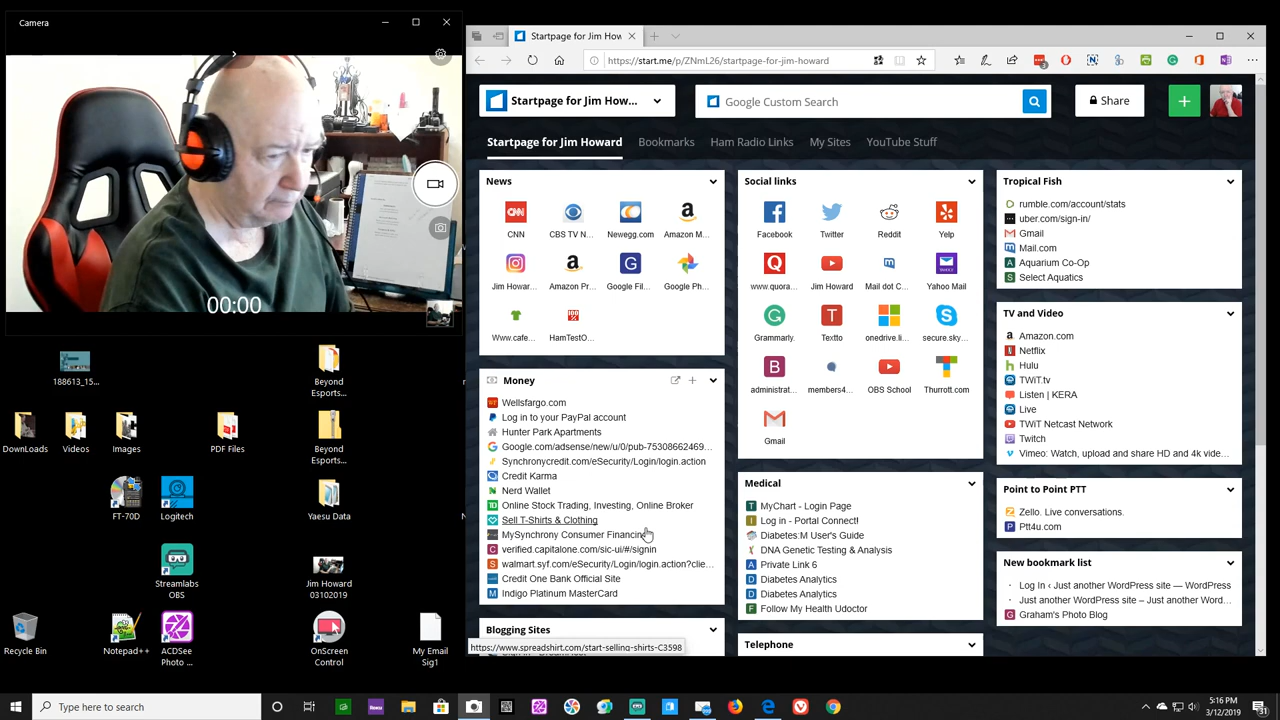 Camera
00:00
188613_15...
Beyond
Esports...
DownLoads
Videos
Images
PDF Files
Beyond
Esports...
FT-70D
Logitech
Yaesu Data
Streamlabs
OBS
Jim Howard
03102019
Recycle Bin
Notepad++
ACDSee
Photo ...
OnScreen
Control
My Email
Sig1
Startpage for Jim How
https://start.me/p/ZNmL26/startpage-for-jim-howard
Startpage for Jim How...
Google Custom Search
Share
Startpage for Jim Howard
Bookmarks
Ham Radio Links
My Sites
YouTube Stuff
News
CNN
CBS TV N...
Newegg.com
Amazon M...
Jim Howar...
Amazon Pr...
Google Fil...
Google Ph...
Www.cafe...
HamTestO...
Money
Wellsfargo.com
Log in to your PayPal account
Hunter Park Apartments
Google.com/adsense/new/u/0/pub-75308662469...
Synchronycredit.com/eSecurity/Login/login.action
Credit Karma
Nerd Wallet
Online Stock Trading, Investing, Online Broker
Sell T-Shirts & Clothing
MySynchrony Consumer Financing
verified.capitalone.com/sic-ui/#/signin
walmart.syf.com/eSecurity/Login/login.action?clie...
Credit One Bank Official Site
Indigo Platinum MasterCard
Blogging Sites
https://www.spreadshirt.com/start-selling-shirts-C3598
Social links
Facebook
Twitter
Reddit
Yelp
www.quora...
Jim Howard
Mail dot C...
Yahoo Mail
Grammarly.
Textto
onedrive.li...
secure.sky...
administrat...
members4...
OBS School
Thurrott.com
Gmail
Medical
MyChart - Login Page
Log in - Portal Connect!
Diabetes:M User's Guide
DNA Genetic Testing & Analysis
Private Link 6
Diabetes Analytics
Diabetes Analytics
Follow My Health Udoctor
Telephone
Tropical Fish
rumble.com/account/stats
uber.com/sign-in/
Gmail
Mail.com
Aquarium Co-Op
Select Aquatics
TV and Video
Amazon.com
Netflix
Hulu
TWiT.tv
Listen | KERA
Live
TWiT Netcast Network
Twitch
Vimeo: Watch, upload and share HD and 4k vide...
Point to Point PTT
Zello. Live conversations.
Ptt4u.com
New bookmark list
Log In ‹ Just another WordPress site — WordPress
Just another WordPress site – Just another Word...
Graham's Photo Blog
Type here to search
5:16 PM
3/12/2019
31